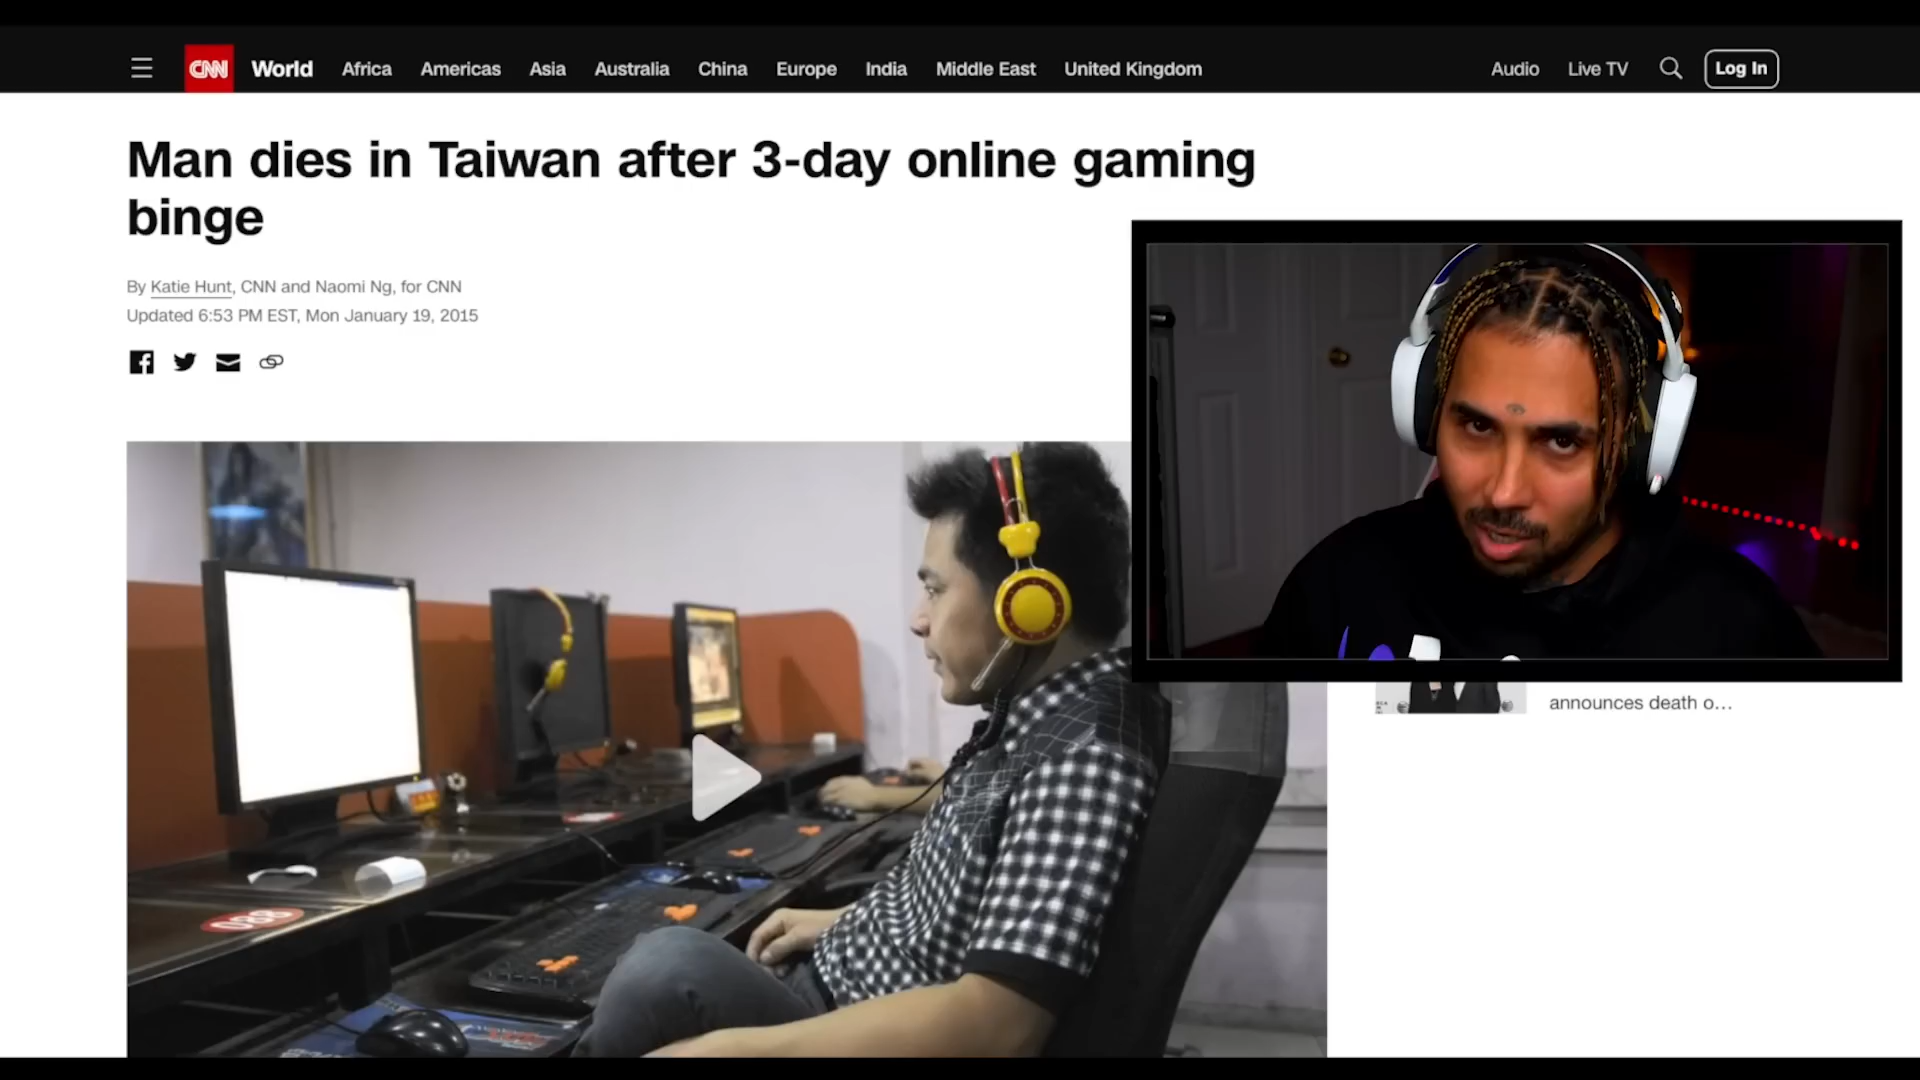 CNN World Africa Americas Asia Australia China Europe India Middle East United Kingdom Audio Live TV Log In
Man dies in Taiwan after 3-day online gaming
binge
By Katie Hunt, CNN and Naomi Ng, for CNN
Updated 6:53 PM EST, Mon January 19, 2015
announces death o...
088